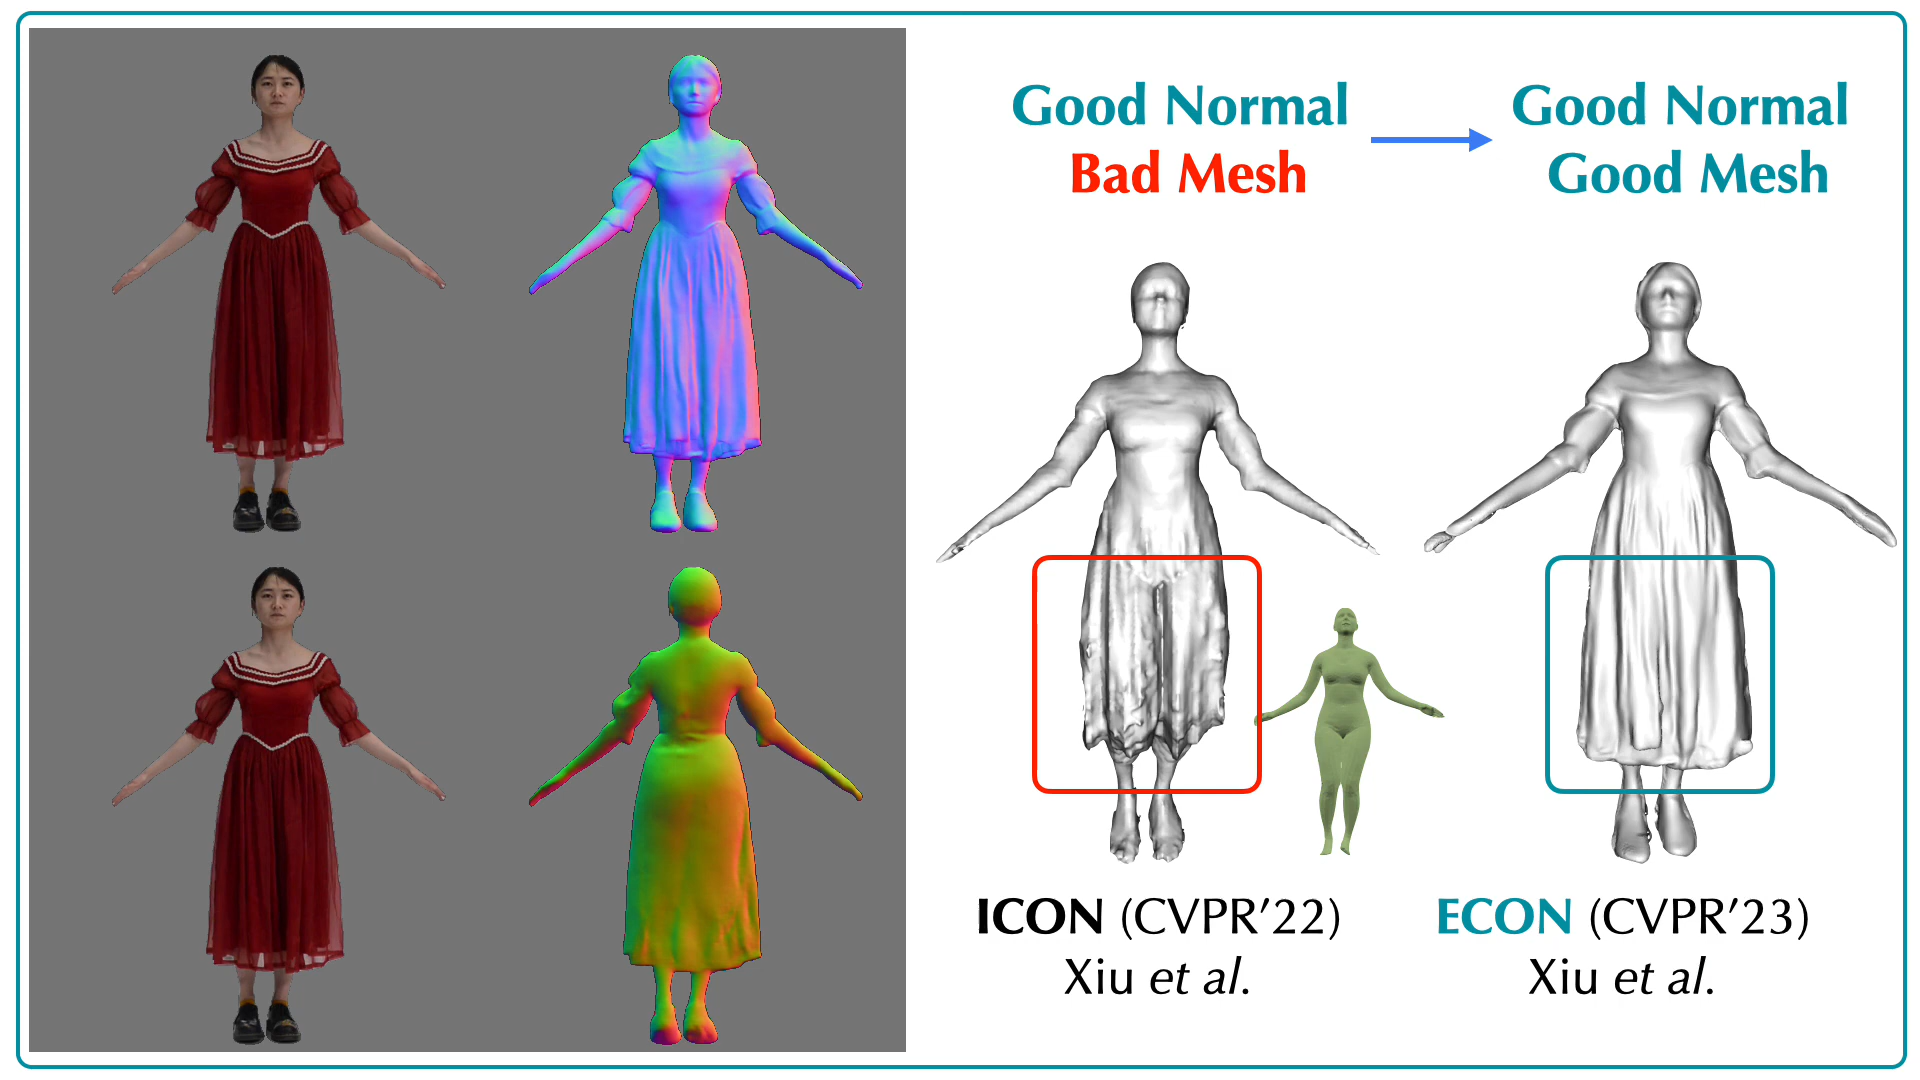 Good Normal
Bad Mesh
Good Normal
Good Mesh
ICON (CVPR’22)
Xiu et al.
ECON (CVPR’23)
Xiu et al.